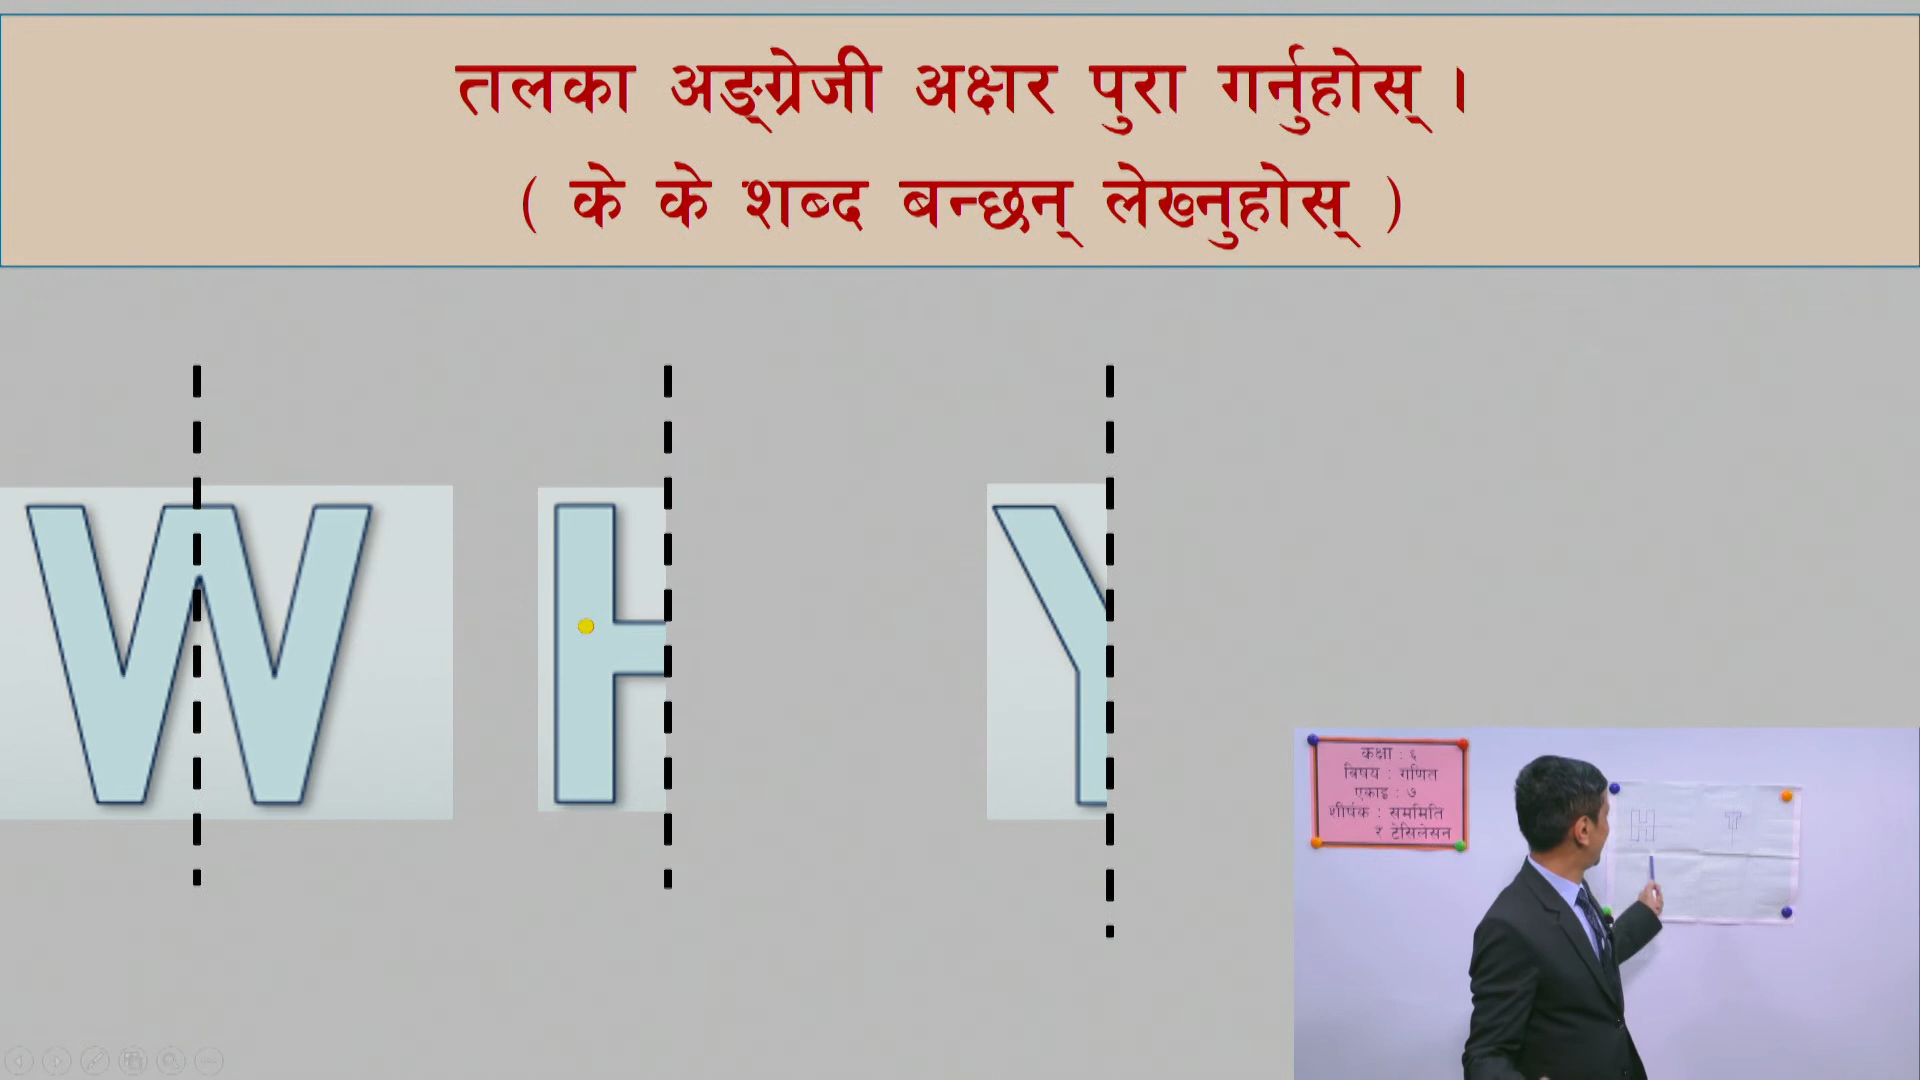 तलका अङ्ग्रेजी अक्षर पुरा गर्नुहोस् ।
( के के शब्द बन्छन् लेख्नुहोस् )
W H Y
कक्षा : ६
विषय : गणित
एकाइ : ७
शीर्षक : सममिति
र टेसिलेसन
H T